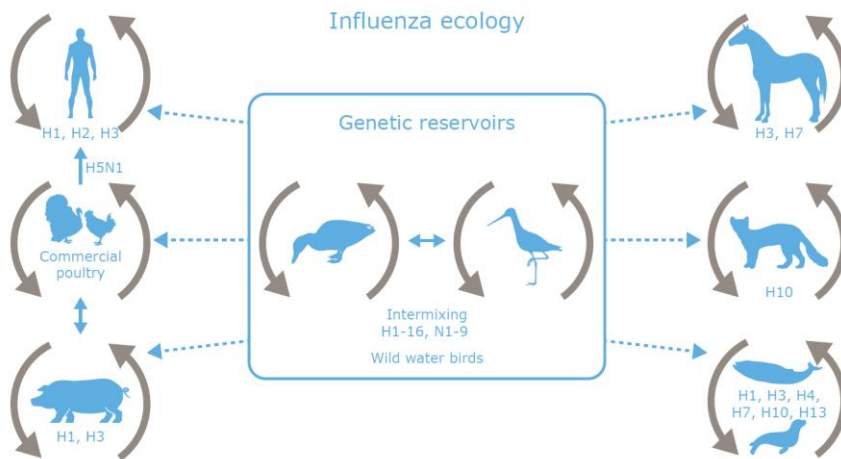 Influenza ecology
H1, H2, H3
H5N1
Commercial
poultry
H1, H3
Genetic reservoirs
Intermixing
H1-16, N1-9
Wild water birds
H3, H7
H10
H1, H3, H4,
H7, H10, H13